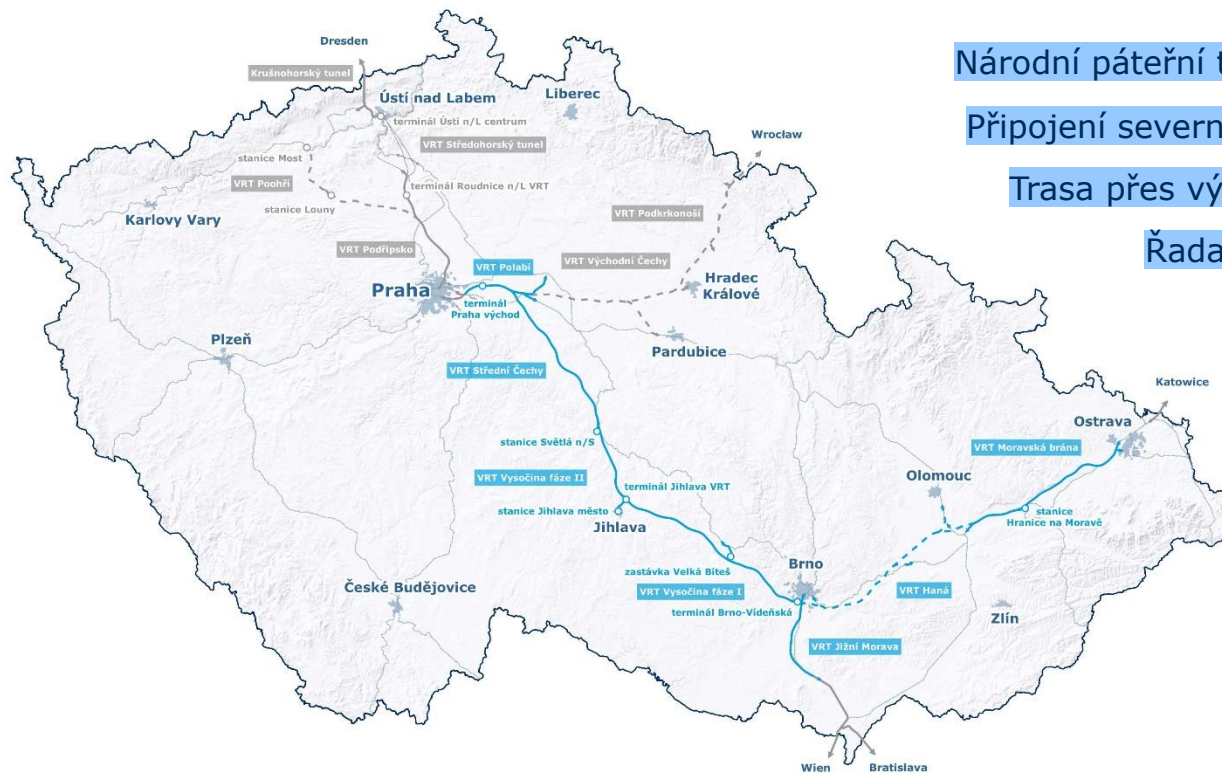 Národní páteřní
Připojení severn
Trasa přes vý
Řada
Dresden
Krušnohorský tunel
Ústí nad Labem
Liberec
terminál Ústí n/L centrum
VRT Středohorský tunel
Wrocław
stanice Most
VRT Poohří
terminál Roudnice n/L VRT
stanice Louny
Karlovy Vary
VRT Podkrkonoší
VRT Podřipsko
VRT Polabí
VRT Východní Čechy
Praha
Hradec
Králové
terminál
Praha východ
Plzeň
Pardubice
VRT Střední Čechy
Katowice
Ostrava
stanice Světlá n/S
VRT Moravská brána
VRT Vysočina fáze II
Olomouc
terminál Jihlava VRT
stanice Jihlava město
stanice
Hranice na Moravě
Jihlava
Brno
zastávka Velká Bíteš
České Budějovice
VRT Vysočina fáze I
VRT Haná
terminál Brno-Vídeňská
Zlín
VRT Jižní Morava
Wien
Bratislava